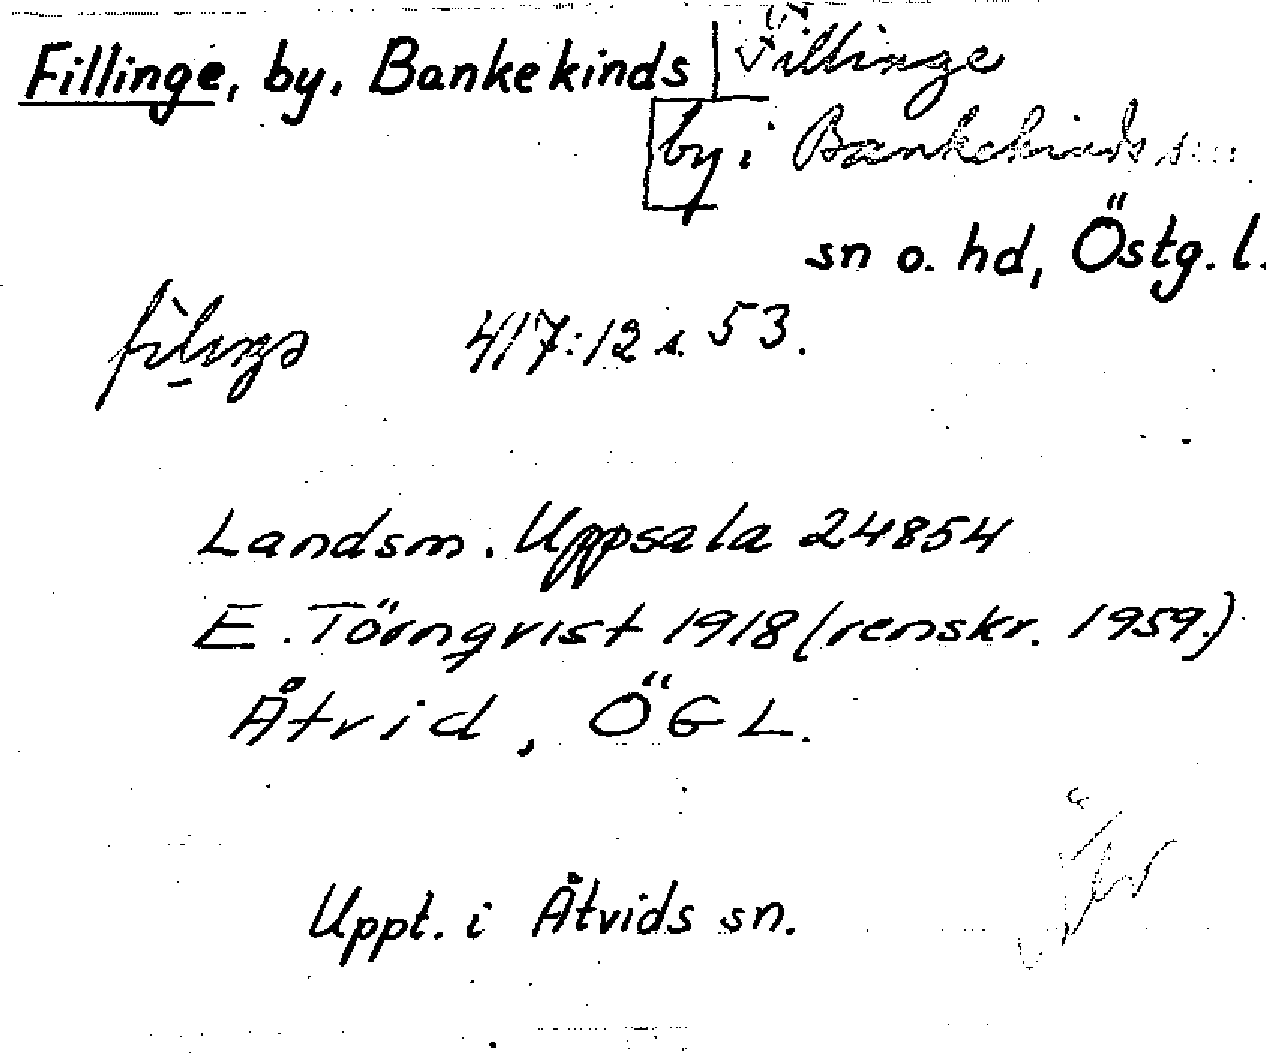 Fillinge, by. Bankekinds
Fillinge
by i Bankekinds sn
sn o. hd, Östg. l.
417:12 s. 53.
Landsm. Uppsala 24854
E. Törnqvist 1918 (renskr. 1959.)
Åtvid, ÖGL.
Uppt. i Åtvids sn.